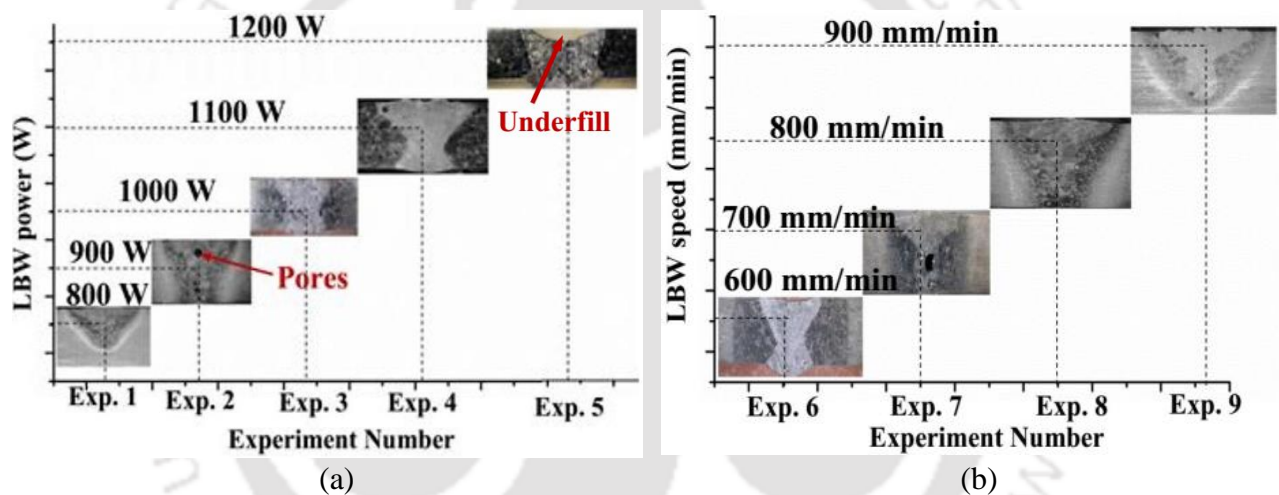 1200 W
Underfill
1100 W
1000 W
900 W
Pores
800 W
LBW power (W)
Exp. 1 Exp. 2 Exp. 3 Exp. 4 Exp. 5
Experiment Number
(a)
900 mm/min
800 mm/min
700 mm/min
600 mm/min
LBW speed (mm/min)
Exp. 6 Exp. 7 Exp. 8 Exp. 9
Experiment Number
(b)